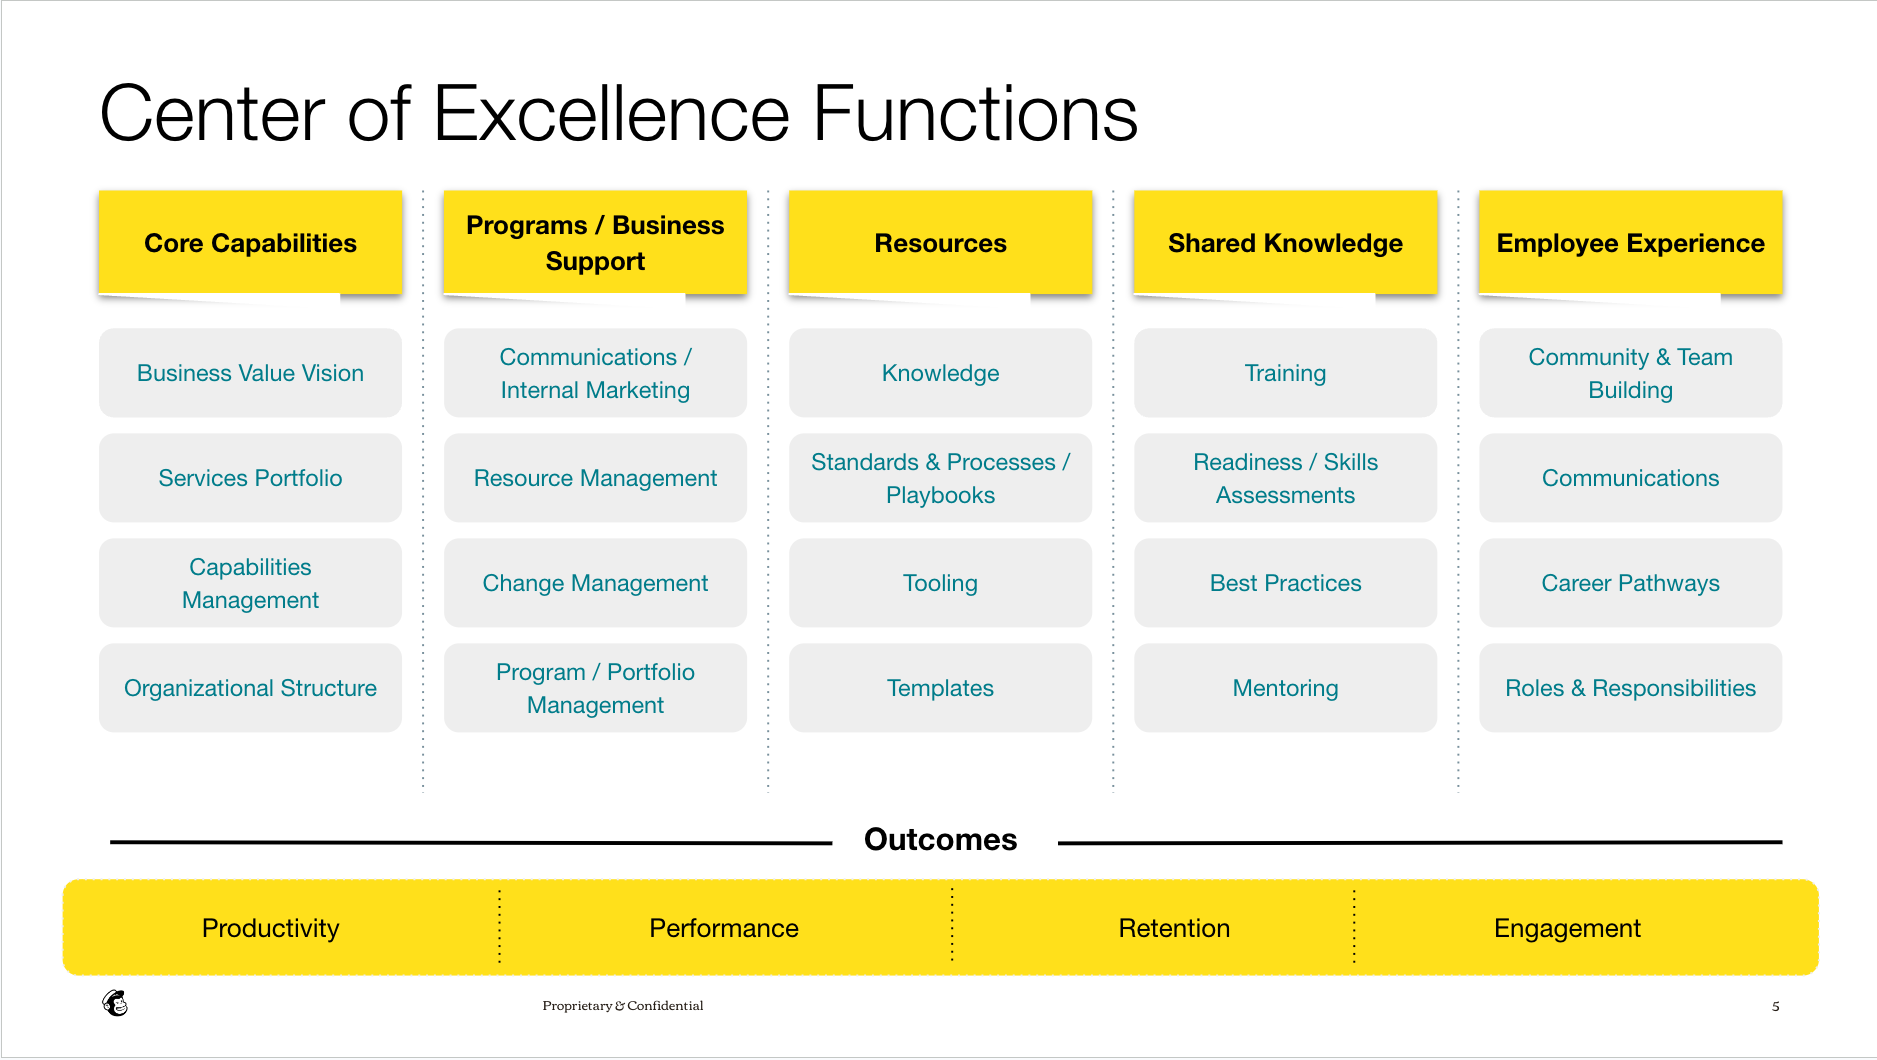 Center of Excellence Functions
Core Capabilities
Business Value Vision
Services Portfolio
Capabilities
Management
Organizational Structure
Programs / Business
Support
Communications /
Internal Marketing
Resource Management
Change Management
Program / Portfolio
Management
Resources
Knowledge
Standards & Processes /
Playbooks
Tooling
Templates
Shared Knowledge
Training
Readiness / Skills
Assessments
Best Practices
Mentoring
Employee Experience
Community & Team
Building
Communications
Career Pathways
Roles & Responsibilities
Outcomes
Productivity
Performance
Retention
Engagement
Proprietary & Confidential
5